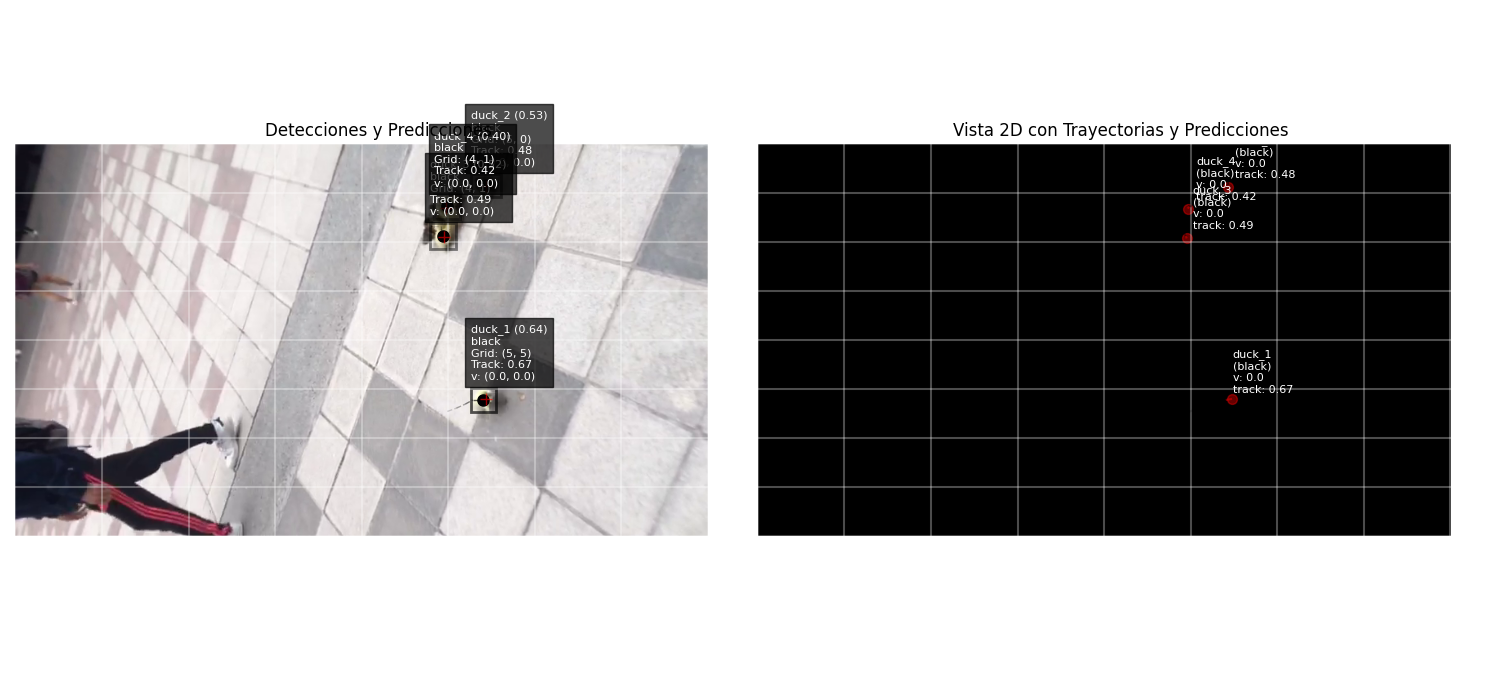 Detecciones y Predicciones
duck_2 (0.53)
duck_4 (0.40)
black
Grid: (4, 1)
Track: 0.42
v: (0.0, 0.0)
Track: 0.49
v: (0.0, 0.0)
duck_1 (0.64)
black
Grid: (5, 5)
Track: 0.67
v: (0.0, 0.0)
Vista 2D con Trayectorias y Predicciones
(black)
v: 0.0
track: 0.48
duck_4
(black)
v: 0.0
track: 0.42
duck_3
(black)
v: 0.0
track: 0.49
duck_1
(black)
v: 0.0
track: 0.67